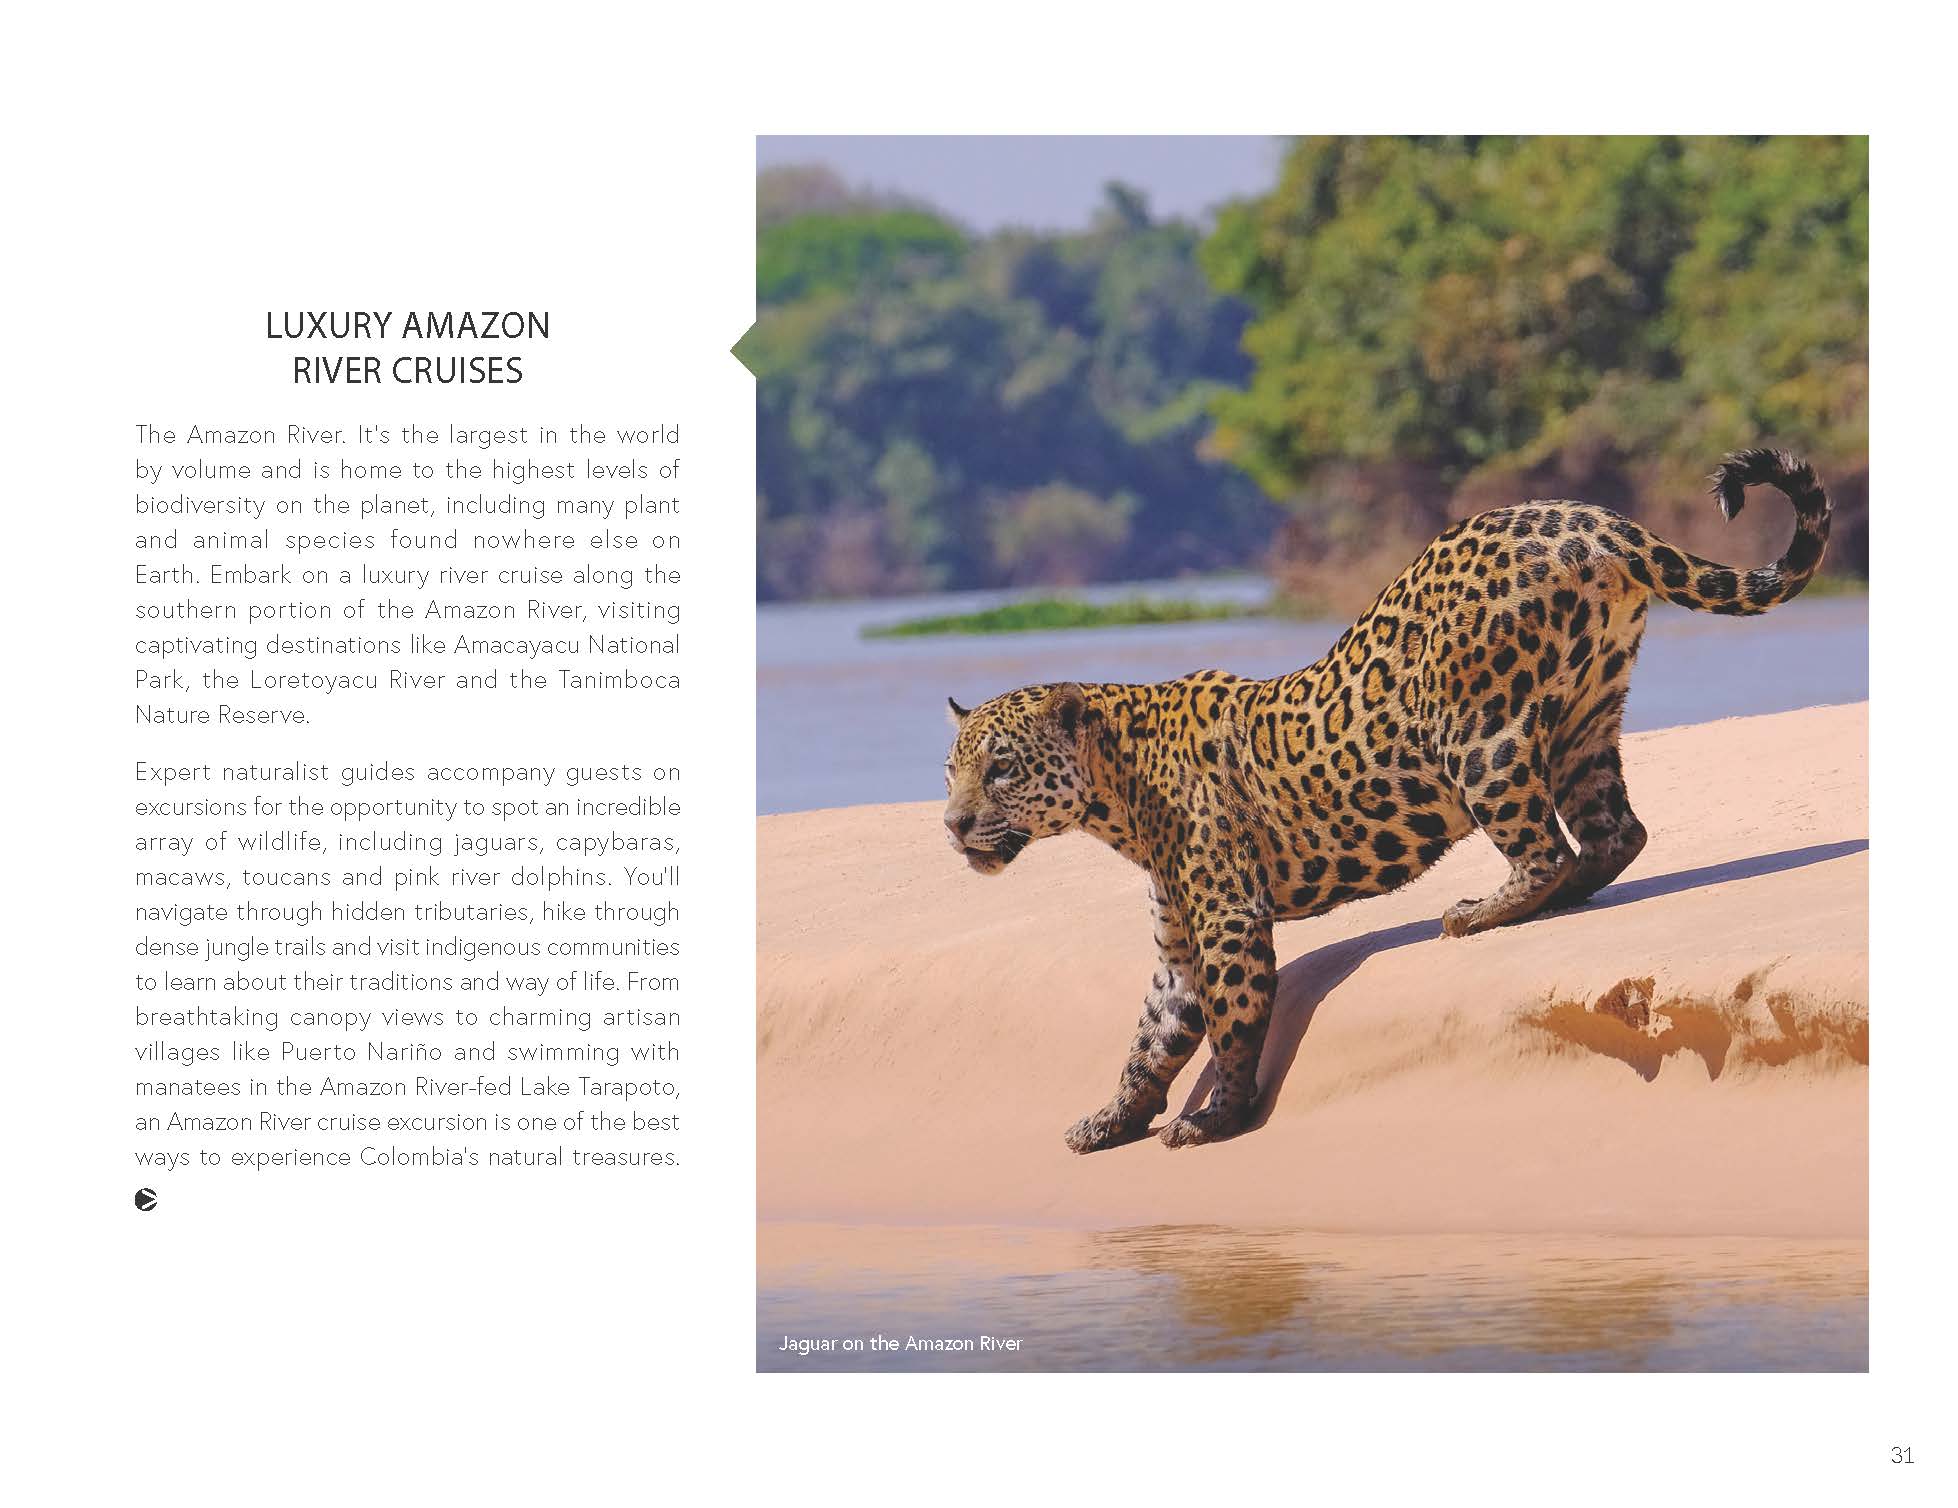 LUXURY AMAZON
RIVER CRUISES
The Amazon River. It's the largest in the world
by volume and is home to the highest levels of
biodiversity on the planet, including many plant
and animal species found nowhere else on
Earth. Embark on a luxury river cruise along the
southern portion of the Amazon River, visiting
captivating destinations like Amacayacu National
Park, the Loretoyacu River and the Tanimboca
Nature Reserve.
Expert naturalist guides accompany guests on
excursions for the opportunity to spot an incredible
array of wildlife, including jaguars, capybaras,
macaws, toucans and pink river dolphins. You'll
navigate through hidden tributaries, hike through
dense jungle trails and visit indigenous communities
to learn about their traditions and way of life. From
breathtaking canopy views to charming artisan
villages like Puerto Nariño and swimming with
manatees in the Amazon River-fed Lake Tarapoto,
an Amazon River cruise excursion is one of the best
ways to experience Colombia's natural treasures.
Jaguar on the Amazon River
31